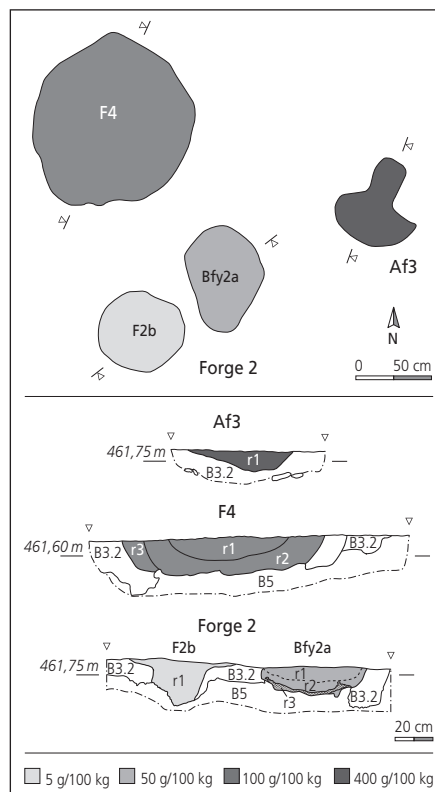 F4
Af3
Bfy2a
F2b
Forge 2
N
0 50 cm
Af3
461,75 m
r1
B3.2
F4
461,60 m
B3.2
r3
r1
r2
B3.2
B5
Forge 2
F2b Bfy2a
461,75 m
B3.2
r1
B3.2
B5
r1
r2
r3
B3.2
20 cm
5 g/100 kg 50 g/100 kg 100 g/100 kg 400 g/100 kg